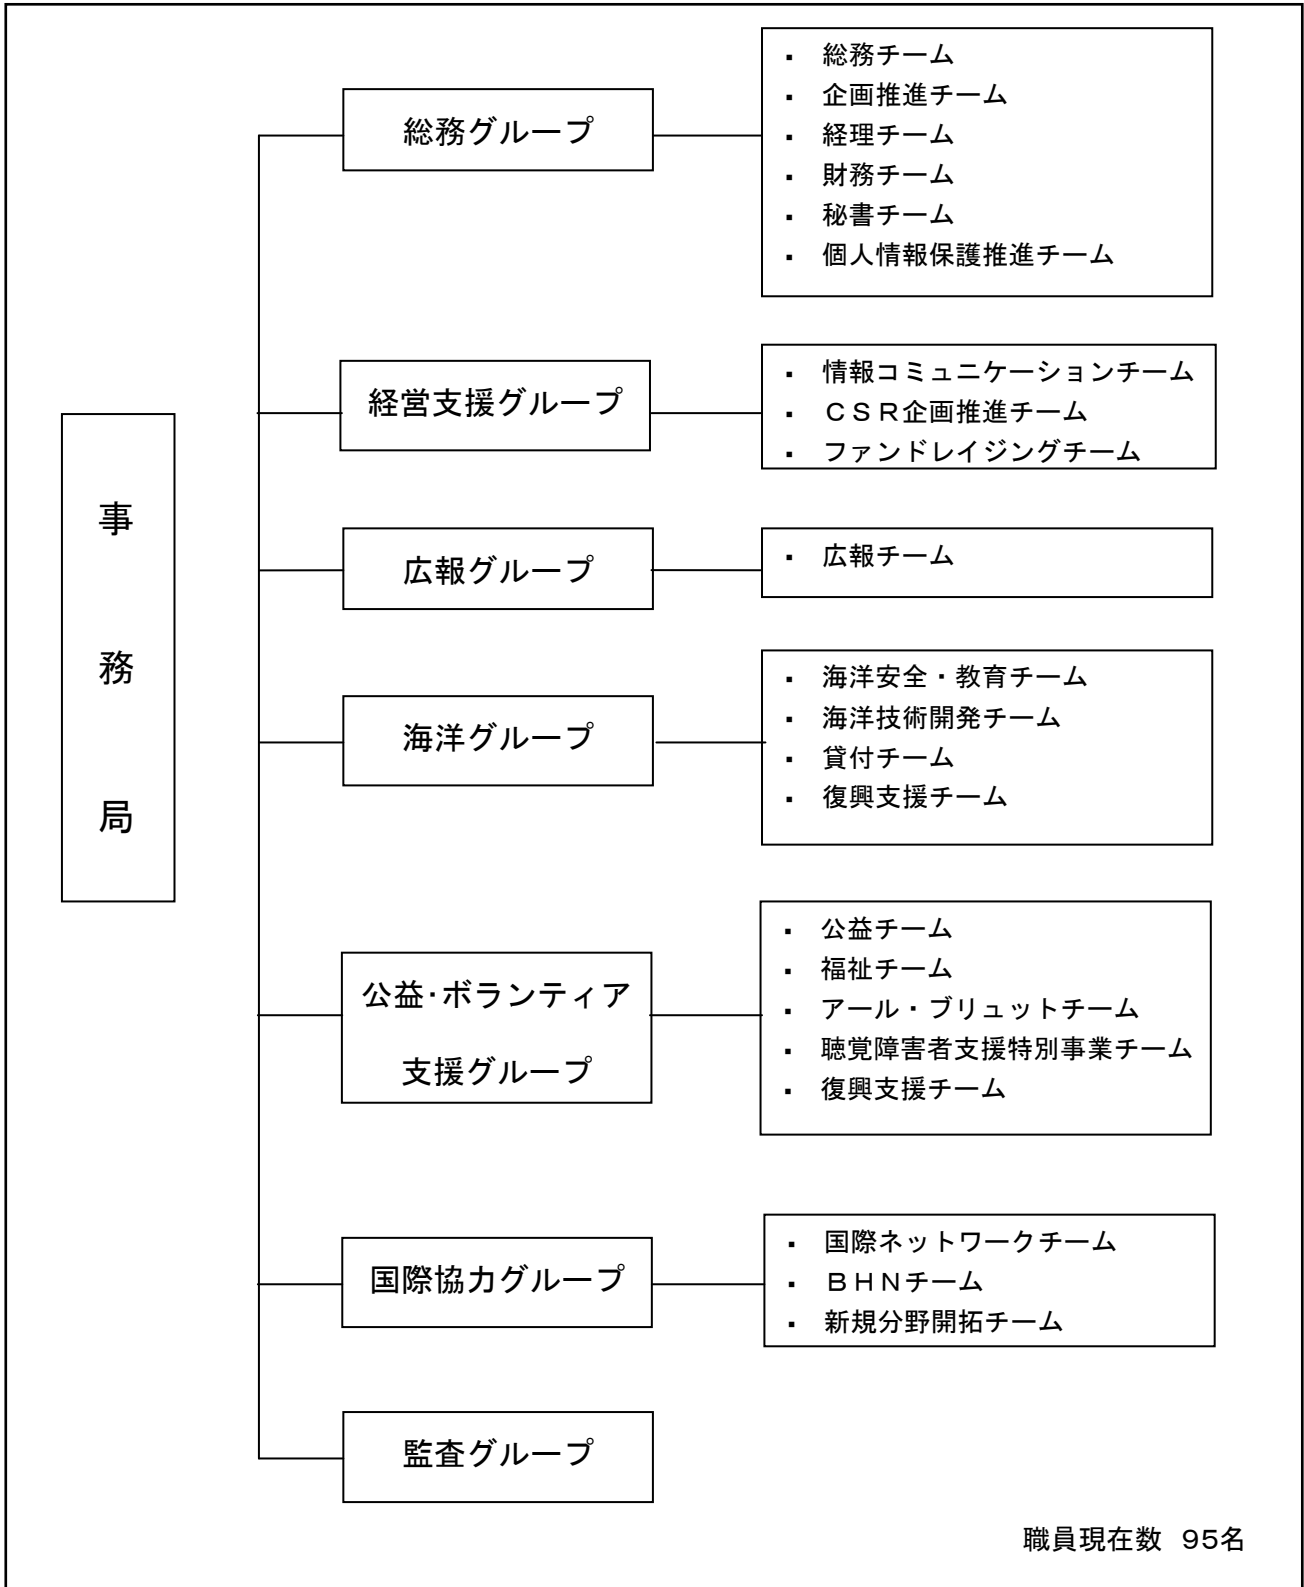 事務局
総務グループ
▪ 総務チーム
▪ 企画推進チーム
▪ 経理チーム
▪ 財務チーム
▪ 秘書チーム
▪ 個人情報保護推進チーム
経営支援グループ
▪ 情報コミュニケーションチーム
▪ ＣＳＲ企画推進チーム
▪ ファンドレイジングチーム
広報グループ
▪ 広報チーム
海洋グループ
▪ 海洋安全・教育チーム
▪ 海洋技術開発チーム
▪ 貸付チーム
▪ 復興支援チーム
公益・ボランティア
支援グループ
▪ 公益チーム
▪ 福祉チーム
▪ アール・ブリュットチーム
▪ 聴覚障害者支援特別事業チーム
▪ 復興支援チーム
国際協力グループ
▪ 国際ネットワークチーム
▪ ＢＨＮチーム
▪ 新規分野開拓チーム
監査グループ
職員現在数 95名